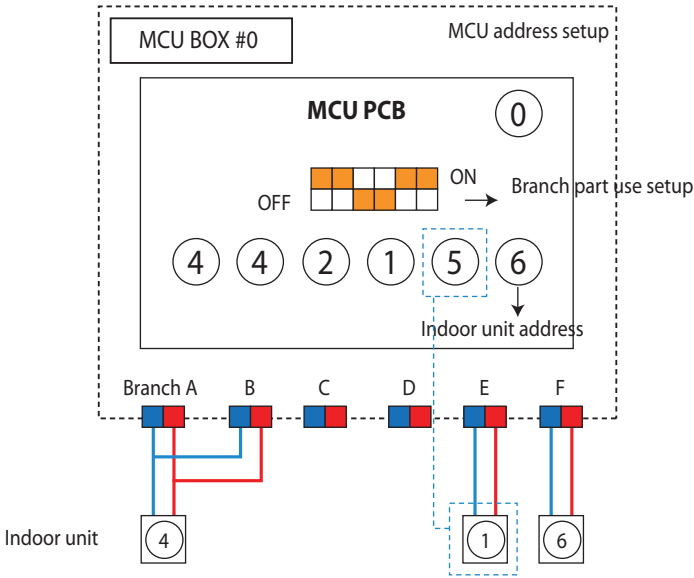 MCU BOX #0
MCU address setup
MCU PCB
0
ON
OFF
Branch part use setup
4 4 2 1 5 6
Indoor unit address
Branch A B C D E F
Indoor unit
4 1 6